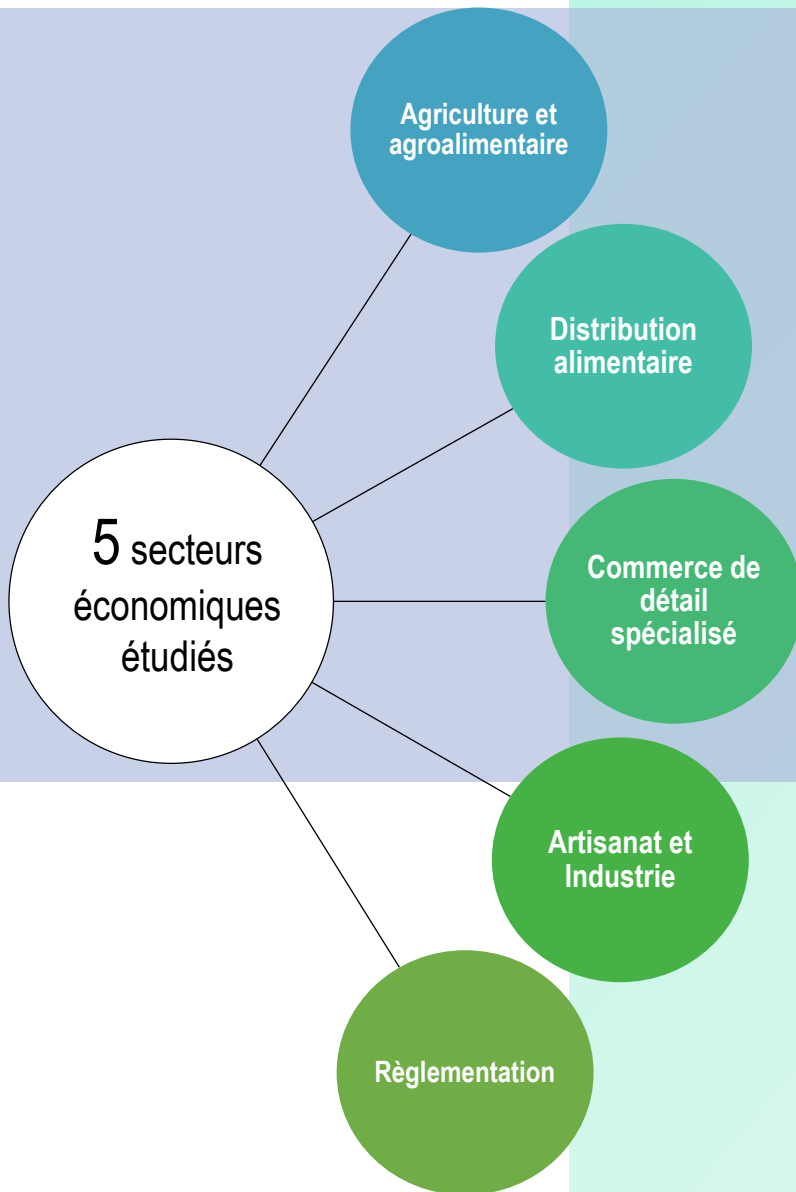 Agriculture et
agroalimentaire
Distribution
alimentaire
5 secteurs
économiques
étudiés
Commerce de
détail
spécialisé
Artisanat et
Industrie
Règlementation